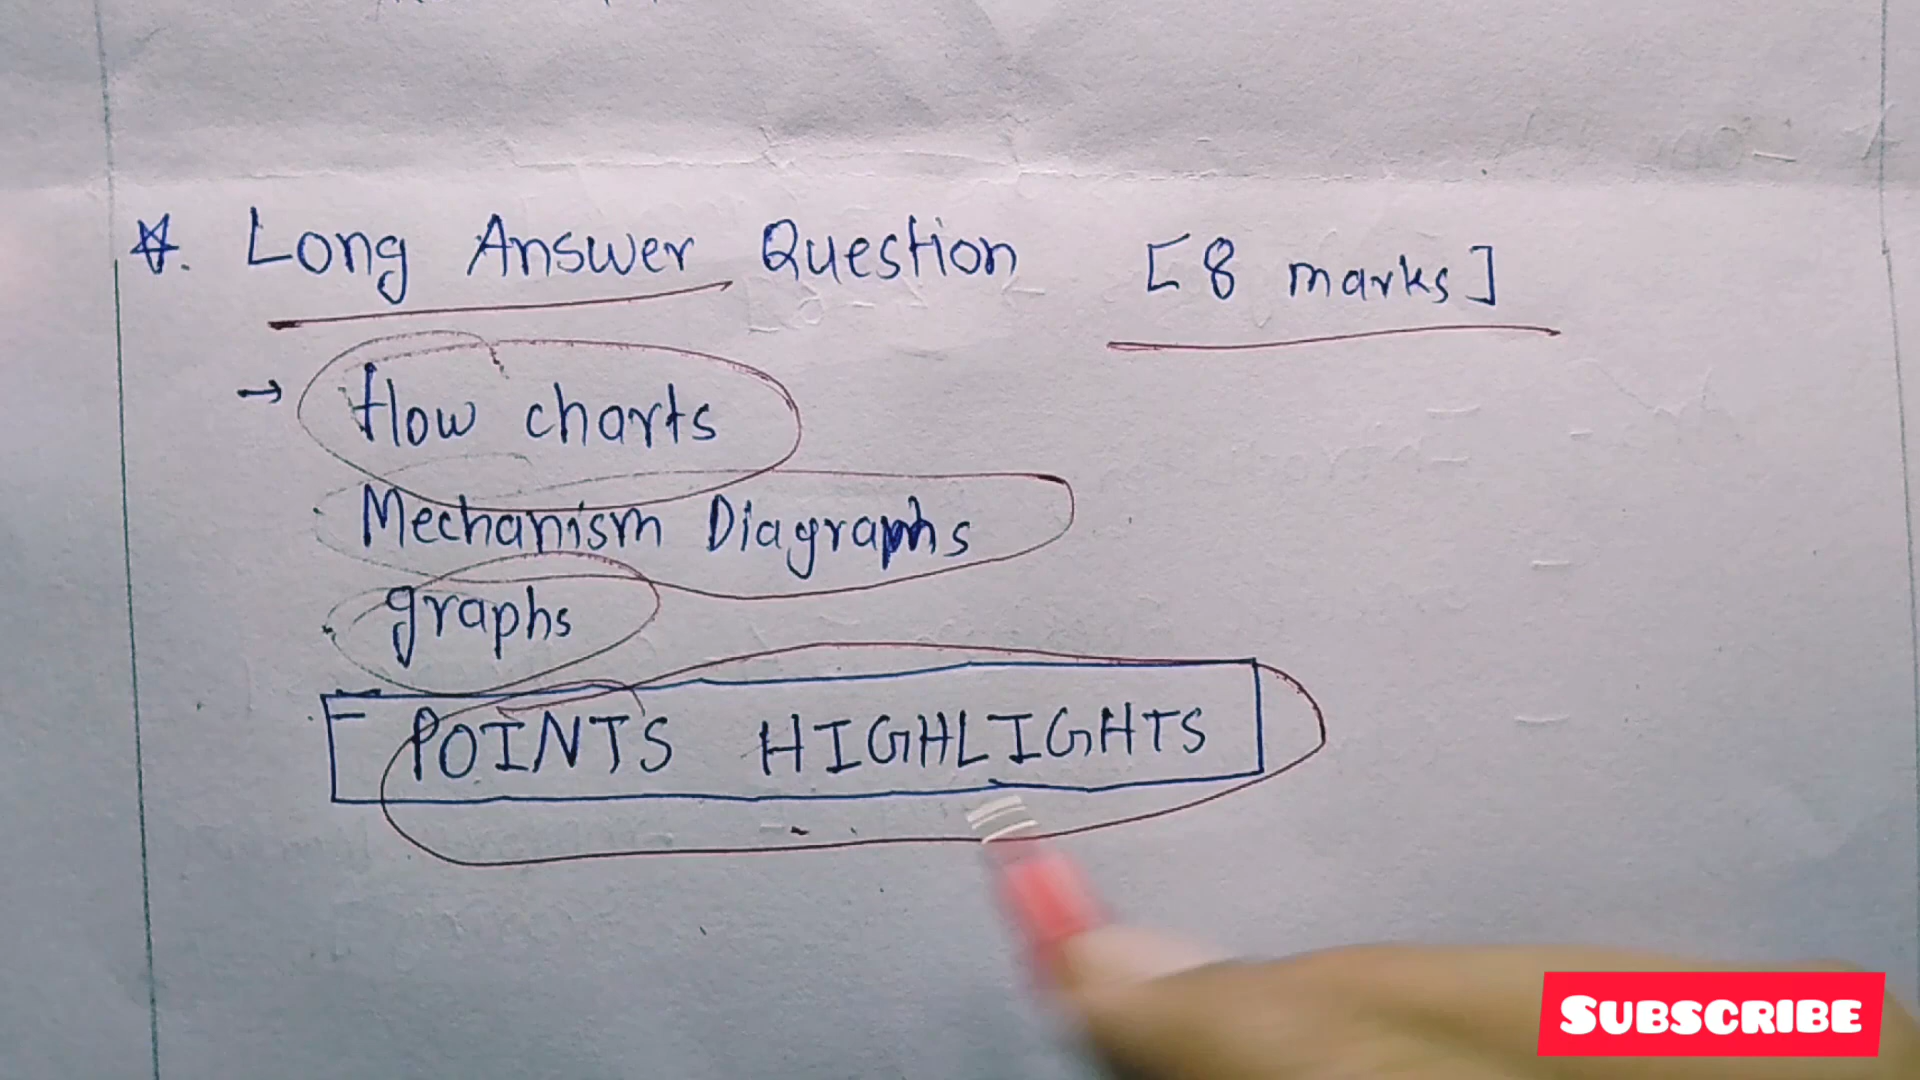 ☆. Long Answer Question [8 marks]
→ flow charts
Mechanism Diagraphs
graphs
- POINTS HIGHLIGHTS
SUBSCRIBE